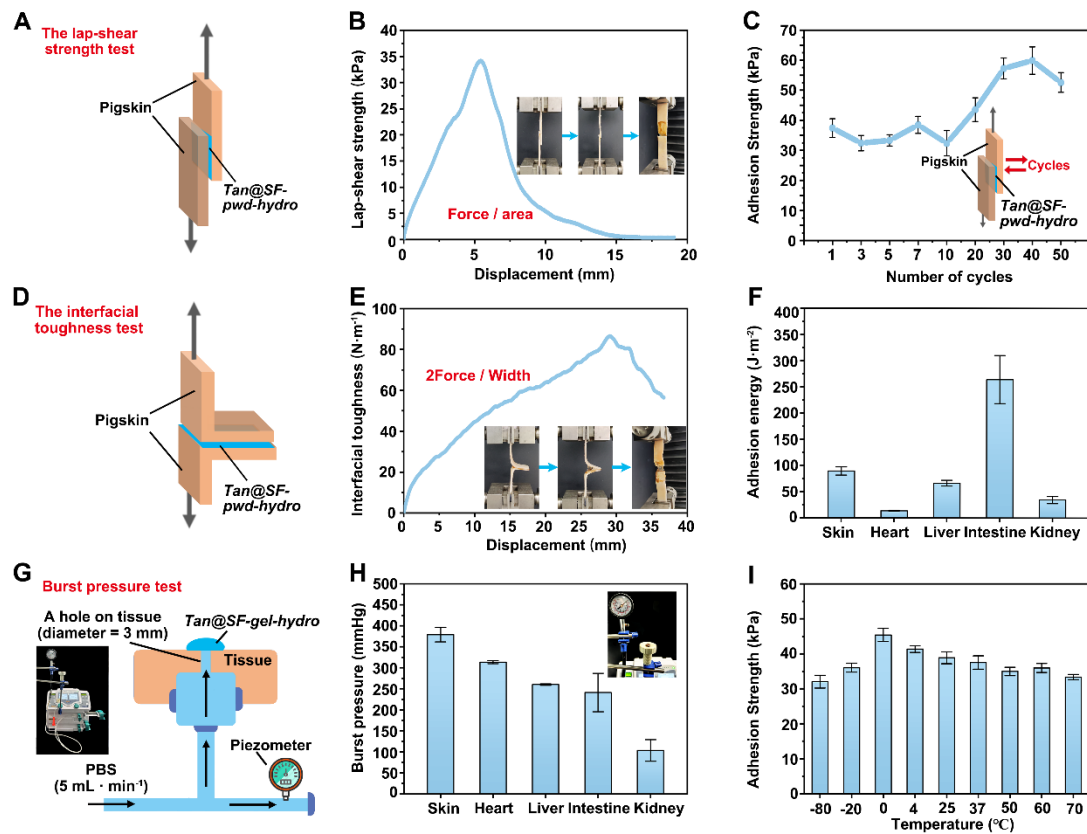 A
The lap-shear
strength test
Pigskin
Tan@SF-
pwd-hydro
B
Lap-shear strength (kPa)
40
35
30
25
20
15
10
5
0
Force / area
0 5 10 15 20
Displacement (mm)
C
Adhesion Strength (kPa)
80
70
60
50
40
30
20
10
0
Pigskin
Cycles
Tan@SF-
pwd-hydro
1 3 5 7 10 20 30 40 50
Number of cycles
D
The interfacial
toughness test
Pigskin
Tan@SF-
pwd-hydro
E
Interfacial toughness (N·m⁻¹)
100
80
60
40
20
0
2Force / Width
0 5 10 15 20 25 30 35 40
Displacement (mm)
F
Adhesion energy (J·m⁻²)
400
350
300
250
200
150
100
50
0
Skin Heart Liver Intestine Kidney
G
Burst pressure test
A hole on tissue
(diameter = 3 mm)
Tan@SF-gel-hydro
Tissue
Piezometer
PBS
(5 mL · min⁻¹)
H
Burst pressure (mmHg)
500
450
400
350
300
250
200
150
100
50
0
Skin Heart Liver Intestine Kidney
I
Adhesion Strength (kPa)
60
50
40
30
20
10
0
-80 -20 0 4 25 37 50 60 70
Temperature (℃)